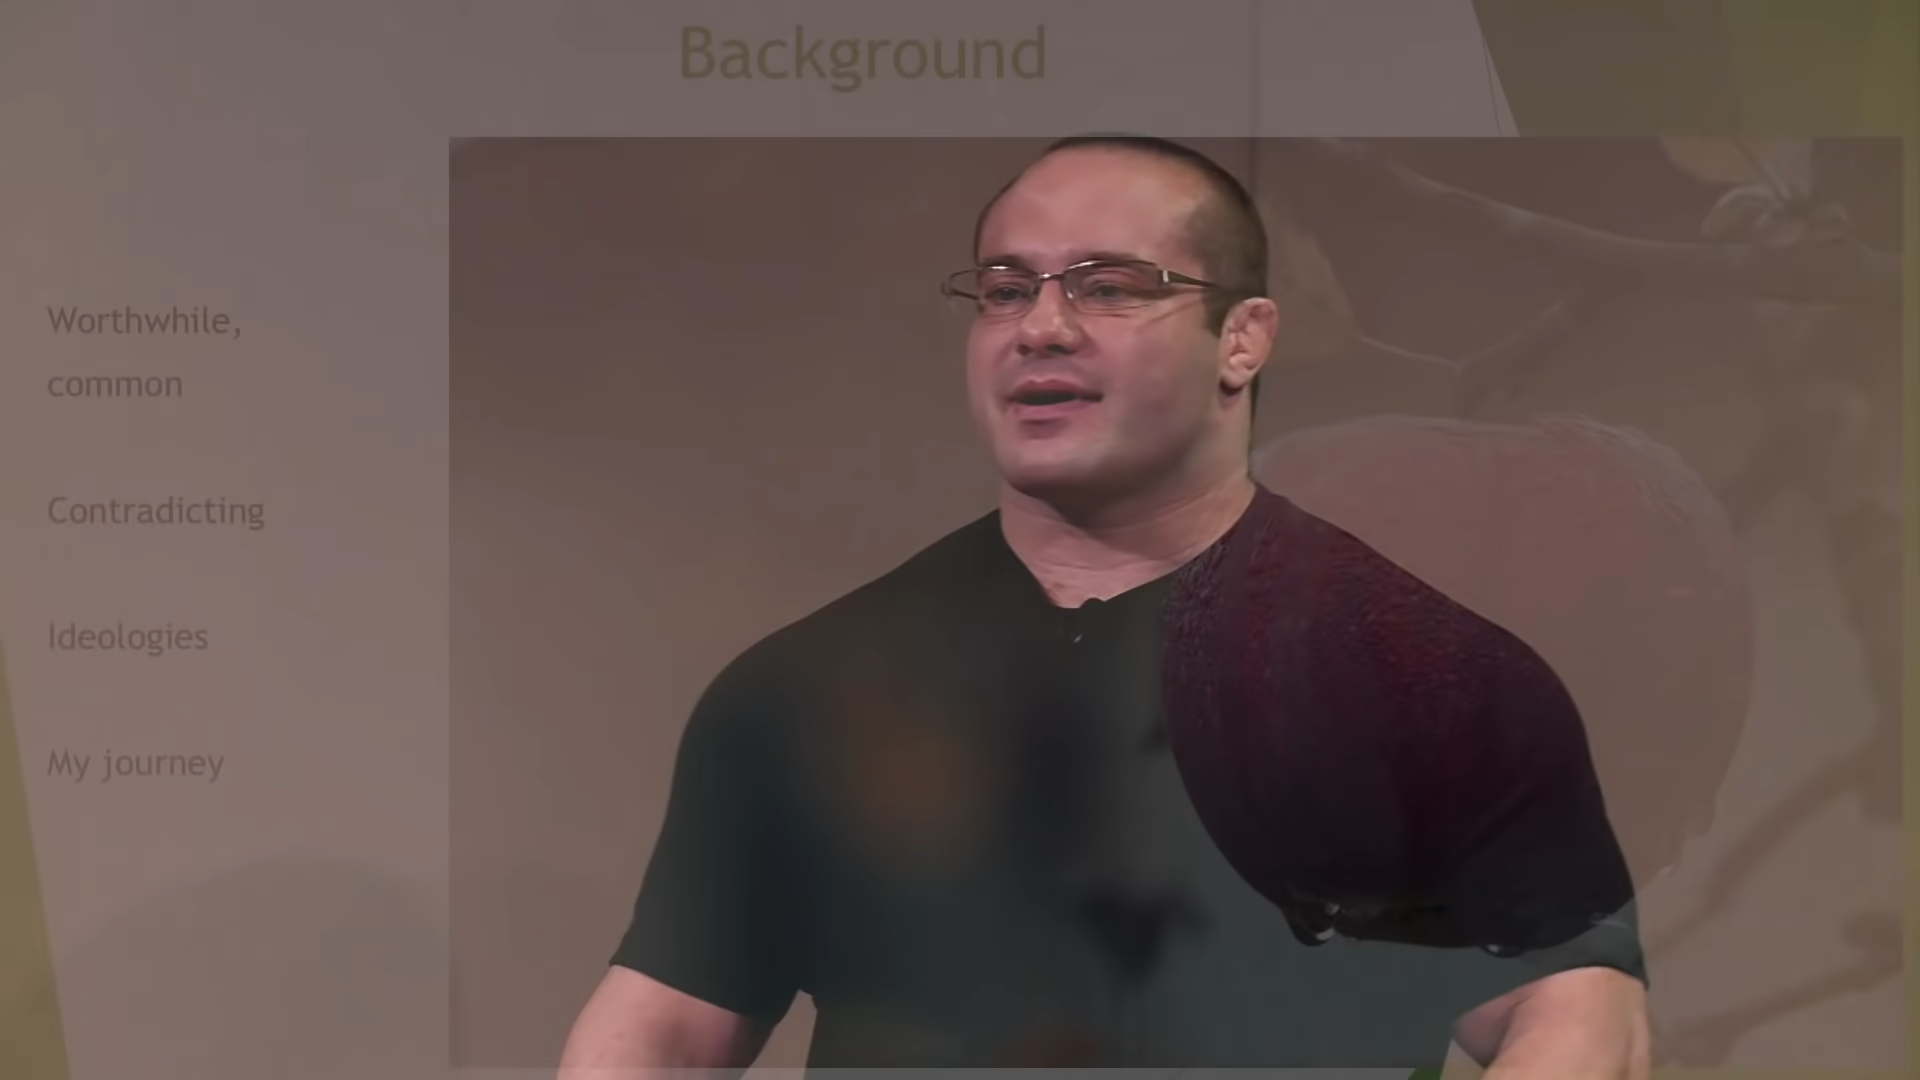 Background
Worthwhile,
common
Contradicting
Ideologies
My journey